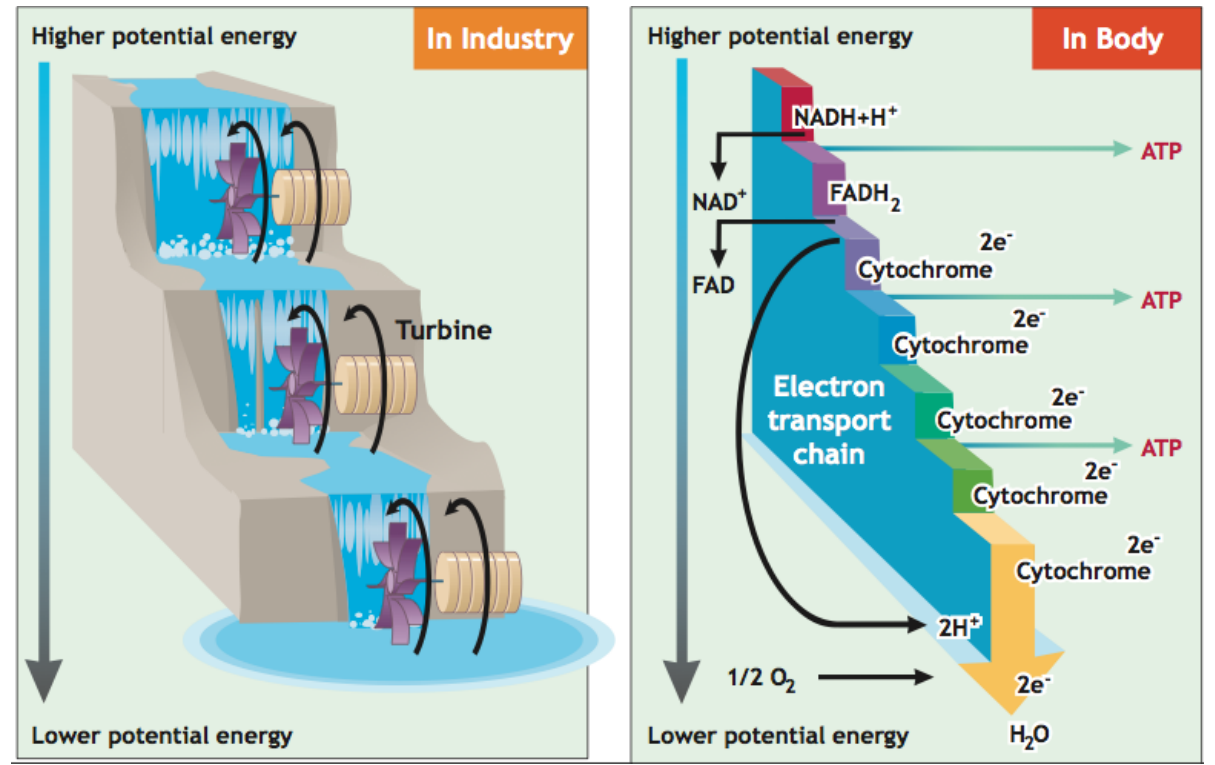 Higher potential energy
In Industry
Turbine
Lower potential energy
Higher potential energy
In Body
NADH+H⁺
ATP
NAD⁺
FADH₂
2e⁻
Cytochrome
FAD
ATP
2e⁻
Cytochrome
Electron
transport
chain
2e⁻
Cytochrome
ATP
2e⁻
Cytochrome
2e⁻
Cytochrome
2H⁺
1/2 O₂
2e⁻
H₂O
Lower potential energy